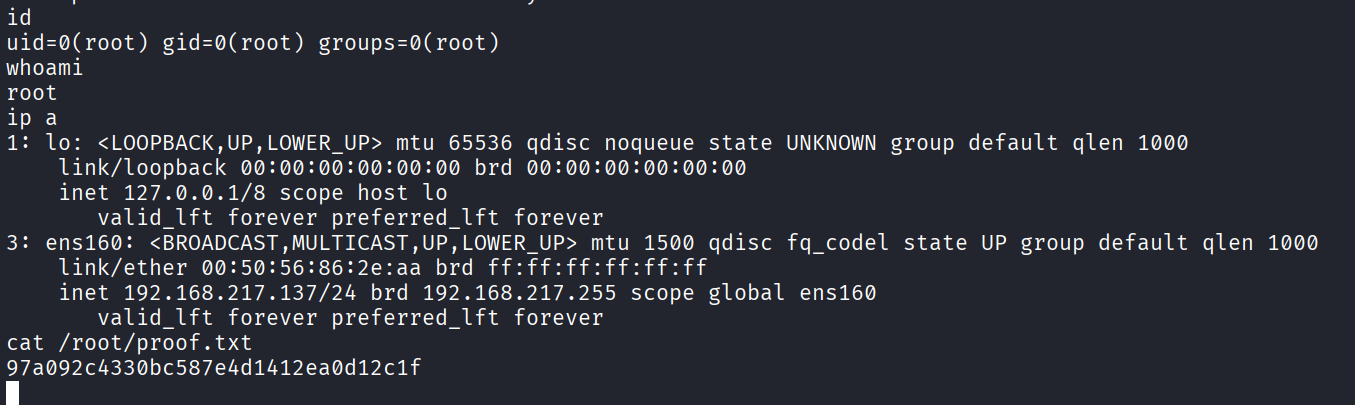 id
uid=0(root) gid=0(root) groups=0(root)
whoami
root
ip a
1: lo: <LOOPBACK,UP,LOWER_UP> mtu 65536 qdisc noqueue state UNKNOWN group default qlen 1000
    link/loopback 00:00:00:00:00:00 brd 00:00:00:00:00:00
    inet 127.0.0.1/8 scope host lo
       valid_lft forever preferred_lft forever
3: ens160: <BROADCAST,MULTICAST,UP,LOWER_UP> mtu 1500 qdisc fq_codel state UP group default qlen 1000
    link/ether 00:50:56:86:2e:aa brd ff:ff:ff:ff:ff:ff
    inet 192.168.217.137/24 brd 192.168.217.255 scope global ens160
       valid_lft forever preferred_lft forever
cat /root/proof.txt
97a092c4330bc587e4d1412ea0d12c1f